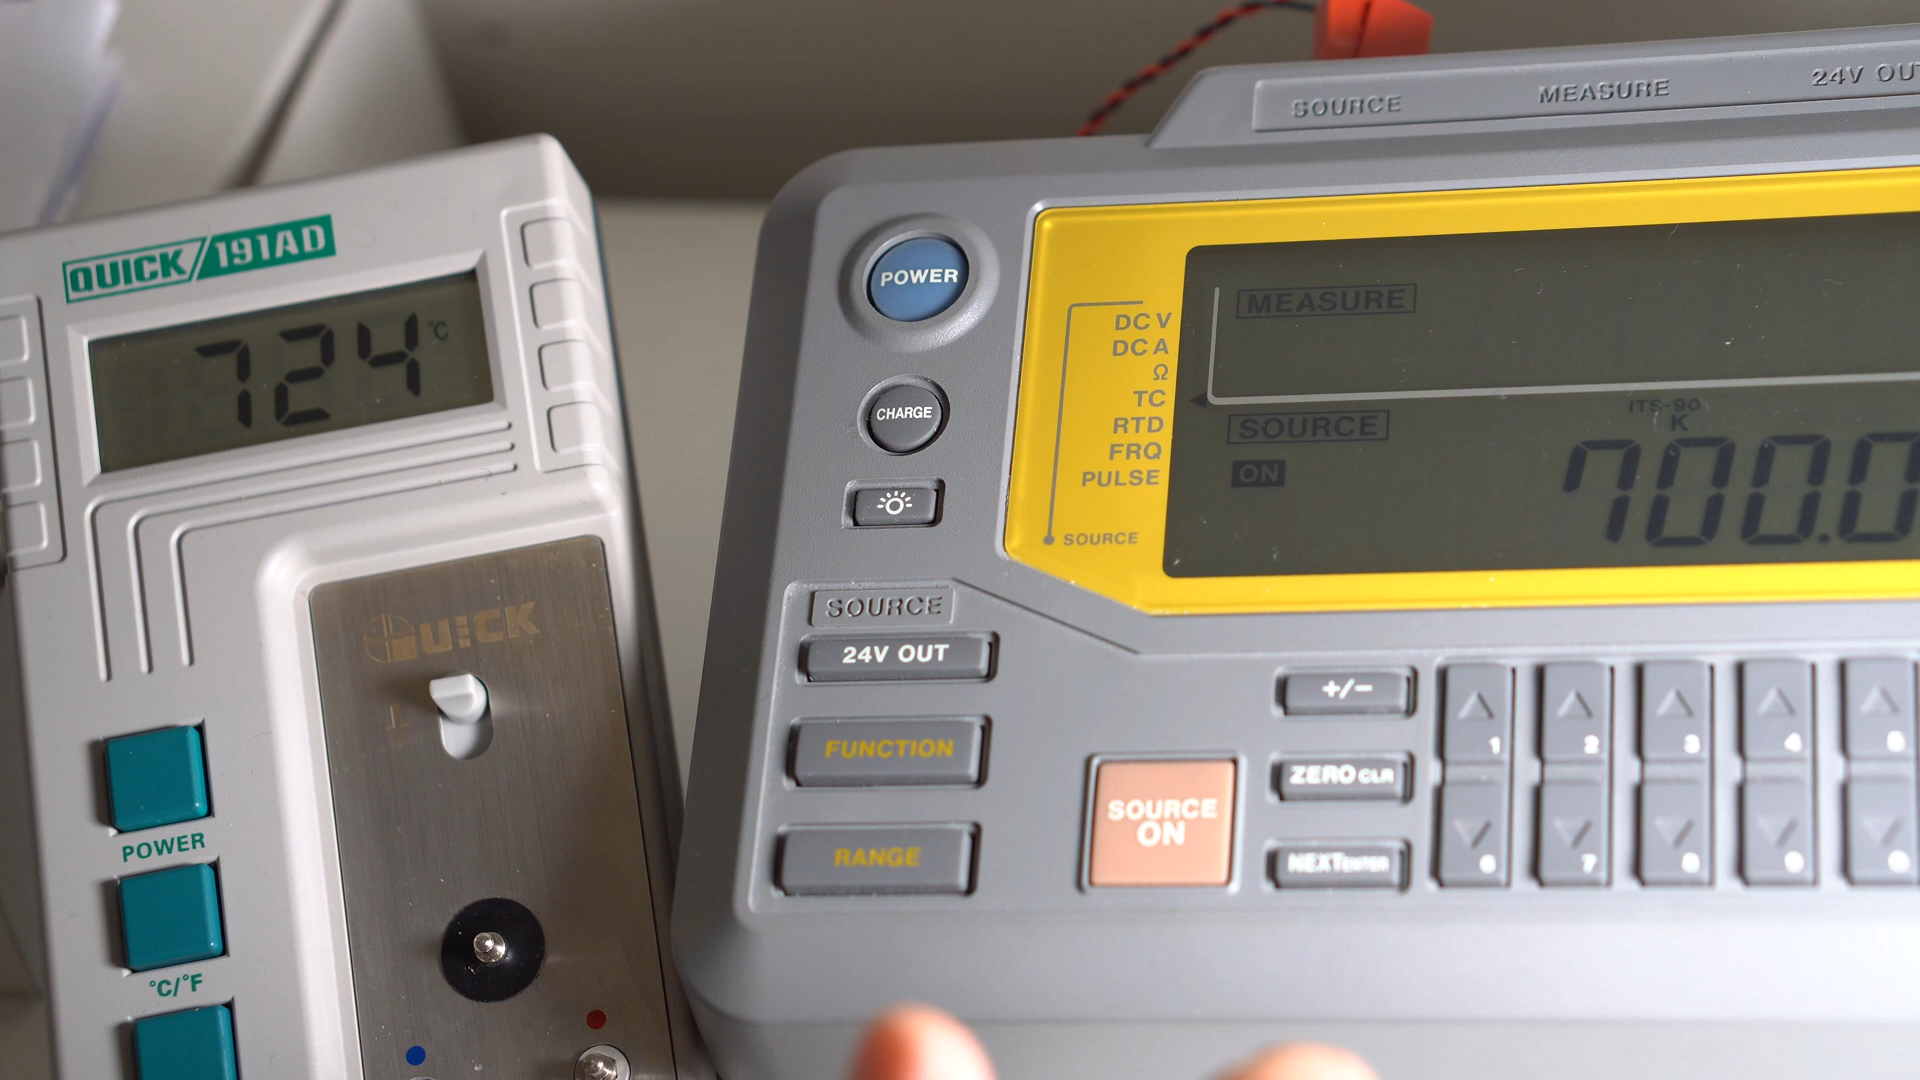 QUICK/191AD
724 °C
QUICK
POWER
°C/°F
SOURCE MEASURE 24V OUT
POWER
CHARGE
DC V
DC A
Ω
TC
RTD
FRQ
PULSE
SOURCE
MEASURE
SOURCE
ON
ITS-90
K
700.0
SOURCE
24V OUT
FUNCTION
RANGE
SOURCE
ON
+/−
ZERO CLR
NEXT ENTER
1 2 3 4 5
6 7 8 9 0